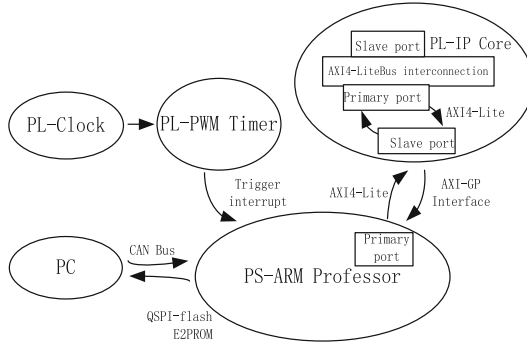 Slave port
PL-IP Core
AXI4-LiteBus interconnection
Primary port
AXI4-Lite
Slave port
PL-Clock
PL-PWM Timer
Trigger
interrupt
AXI4-Lite
AXI-GP
Interface
CAN Bus
PC
Primary
port
PS-ARM Professor
QSPI-flash
E2PROM